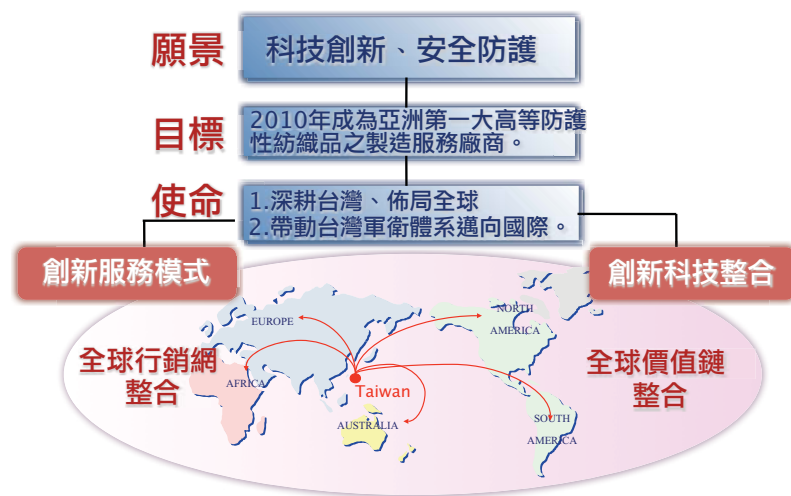 願景
科技創新、安全防護
目標
2010年成為亞洲第一大高等防護
性紡織品之製造服務廠商。
使命
1.深耕台灣、佈局全球
2.帶動台灣軍衛體系邁向國際。
創新服務模式
創新科技整合
全球行銷網
整合
全球價值鏈
整合
EUROPE
NORTH
AMERICA
AFRICA
Taiwan
AUSTRALIA
SOUTH
AMERICA